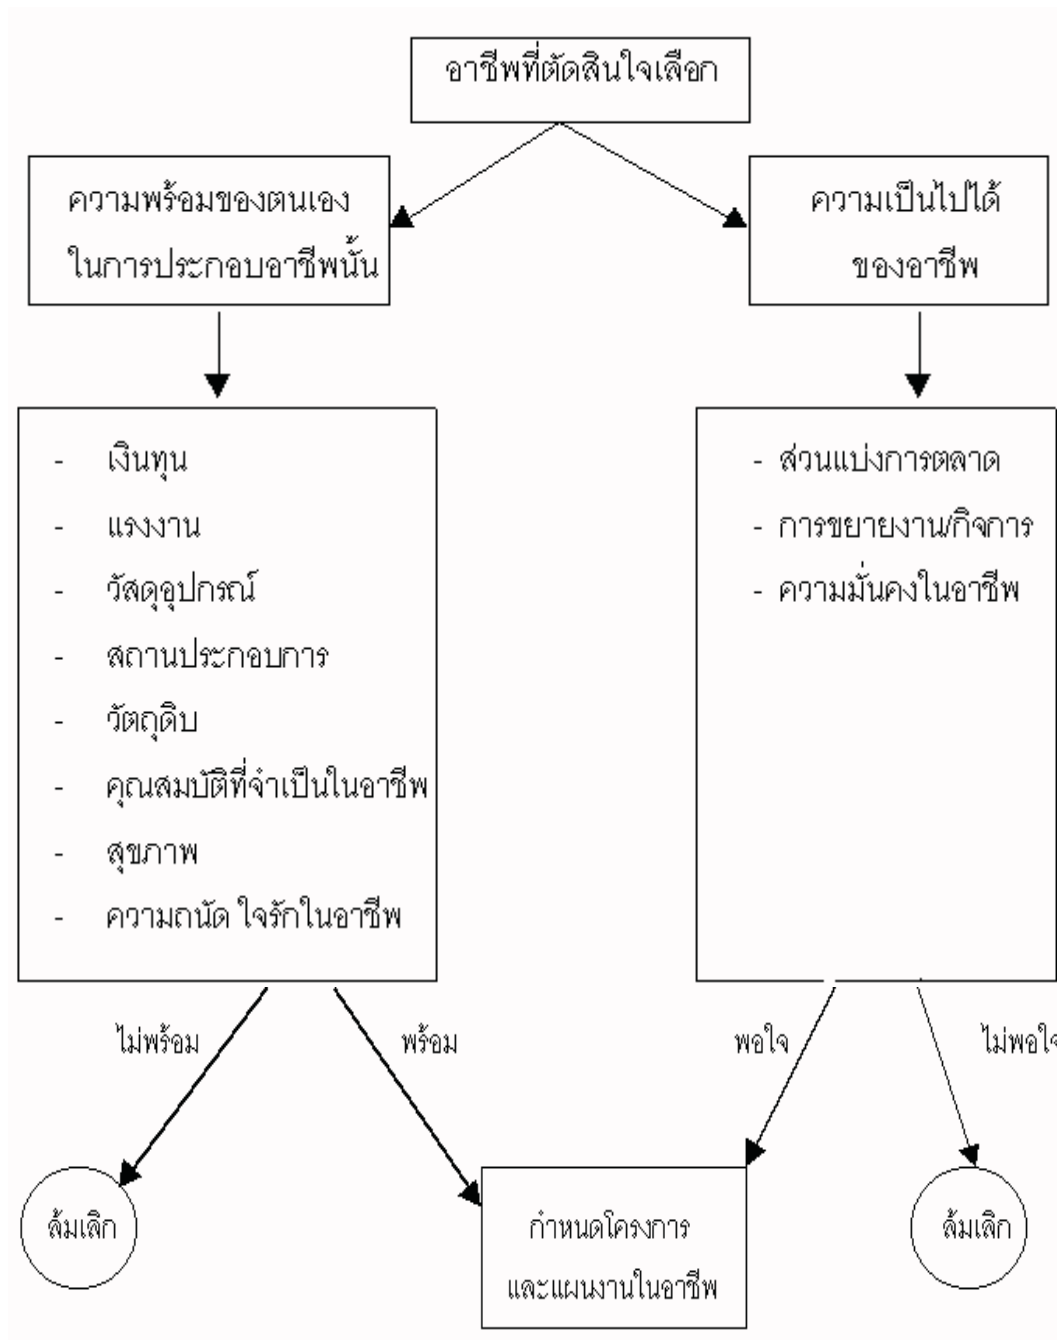 อาชีพที่ตัดสินใจเลือก
ความพร้อมของตนเอง
ในการประกอบอาชีพนั้น
ความเป็นไปได้
ของอาชีพ
- เงินทุน
- แรงงาน
- วัสดุอุปกรณ์
- สถานประกอบการ
- วัตถุดิบ
- คุณสมบัติที่จำเป็นในอาชีพ
- สุขภาพ
- ความถนัด ใจรักในอาชีพ
- ส่วนแบ่งการตลาด
- การขยายงาน/กิจการ
- ความมั่นคงในอาชีพ
ไม่พร้อม
พร้อม
พอใจ
ไม่พอใจ
ล้มเลิก
กำหนดโครงการ
และแผนงานในอาชีพ
ล้มเลิก